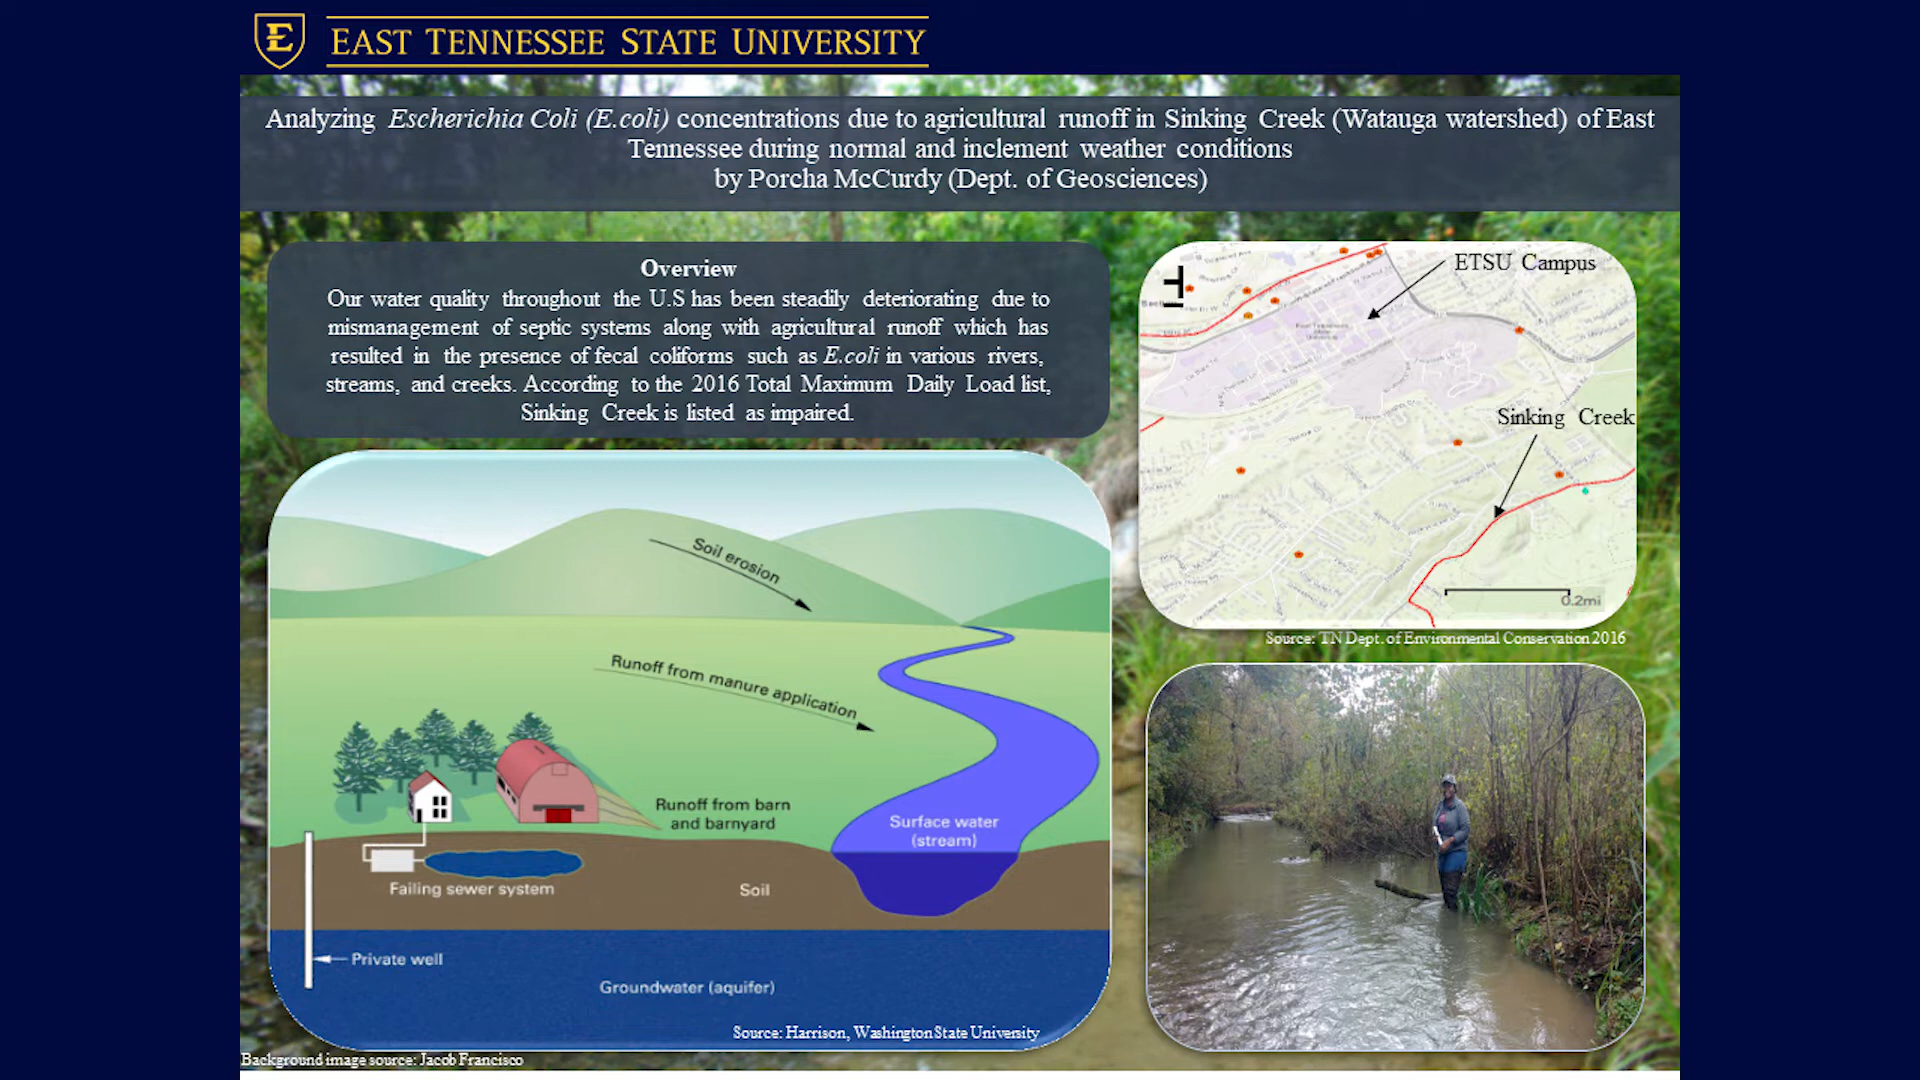 E EAST TENNESSEE STATE UNIVERSITY
Analyzing Escherichia Coli (E.coli) concentrations due to agricultural runoff in Sinking Creek (Watauga watershed) of East
Tennessee during normal and inclement weather conditions
by Porcha McCurdy (Dept. of Geosciences)
Overview
Our water quality throughout the U.S has been steadily deteriorating due to
mismanagement of septic systems along with agricultural runoff which has
resulted in the presence of fecal coliforms such as E.coli in various rivers,
streams, and creeks. According to the 2016 Total Maximum Daily Load list,
Sinking Creek is listed as impaired.
ETSU Campus
East Tennessee
State
University
Sinking Creek
0.2mi
Source: TN Dept. of Environmental Conservation 2016
Soil erosion
Runoff from manure application
Runoff from barn
and barnyard
Surface water
(stream)
Failing sewer system
Soil
Private well
Groundwater (aquifer)
Source: Harrison, Washington State University
Background image source: Jacob Francisco